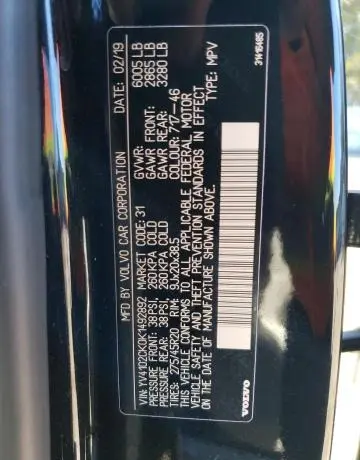 MFD BY VOLVO CAR CORPORATION DATE: 02/19
GVWR: 6005 LB
GAWR FRONT: 2865 LB
GAWR REAR: 3280 LB
VIN: YV4102CK0K1492892 MARKET CODE: 31 COLOUR: 717-46
PRESSURE FRONT: 38PSI, 260KPA COLD
PRESSURE REAR: 38PSI, 260KPA COLD
TIRES: 275/45R20 RIM: 9Jx20x38.5 TYPE: MPV
VEHICLE CONFORMS TO ALL APPLICABLE FEDERAL MOTOR
VEHICLE SAFETY AND THEFT PREVENTION STANDARDS IN EFFECT
ON THE DATE OF MANUFACTURE SHOWN ABOVE.
VOLVO
31416485